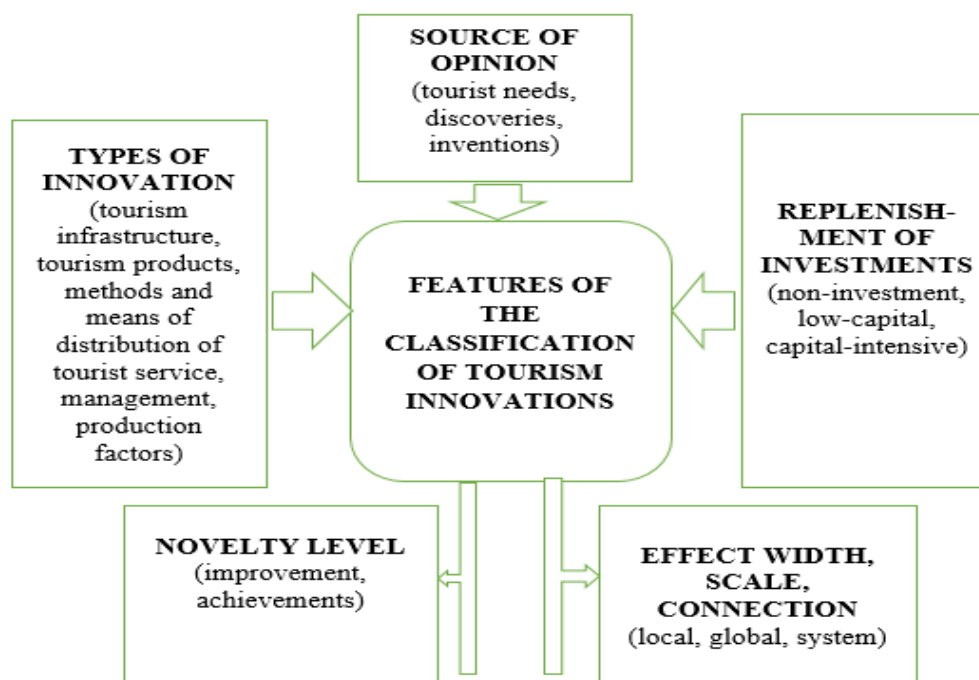 SOURCE OF
OPINION
(tourist needs,
discoveries,
inventions)
TYPES OF
INNOVATION
(tourism
infrastructure,
tourism products,
methods and
means of
distribution of
tourist service,
management,
production
factors)
FEATURES OF
THE
CLASSIFICATION
OF TOURISM
INNOVATIONS
REPLENISH-
MENT OF
INVESTMENTS
(non-investment,
low-capital,
capital-intensive)
NOVELTY LEVEL
(improvement,
achievements)
EFFECT WIDTH,
SCALE,
CONNECTION
(local, global, system)